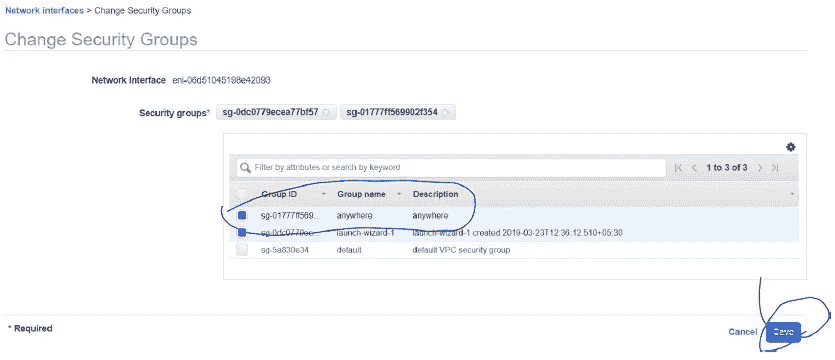 Network interfaces > Change Security Groups
Change Security Groups
Network Interface eni-06d51045198e42093
Security groups* sg-0dc0779ecea77bf57 sg-01777ff569902f354
Filter by attributes or search by keyword
1 to 3 of 3
Group ID Group name Description
sg-01777ff569... anywhere anywhere
sg-0dc0779ec... launch-wizard-1 launch-wizard-1 created 2019-03-23T12:36:12.510+05:30
sg-5a830e34 default default VPC security group
* Required
Cancel Save